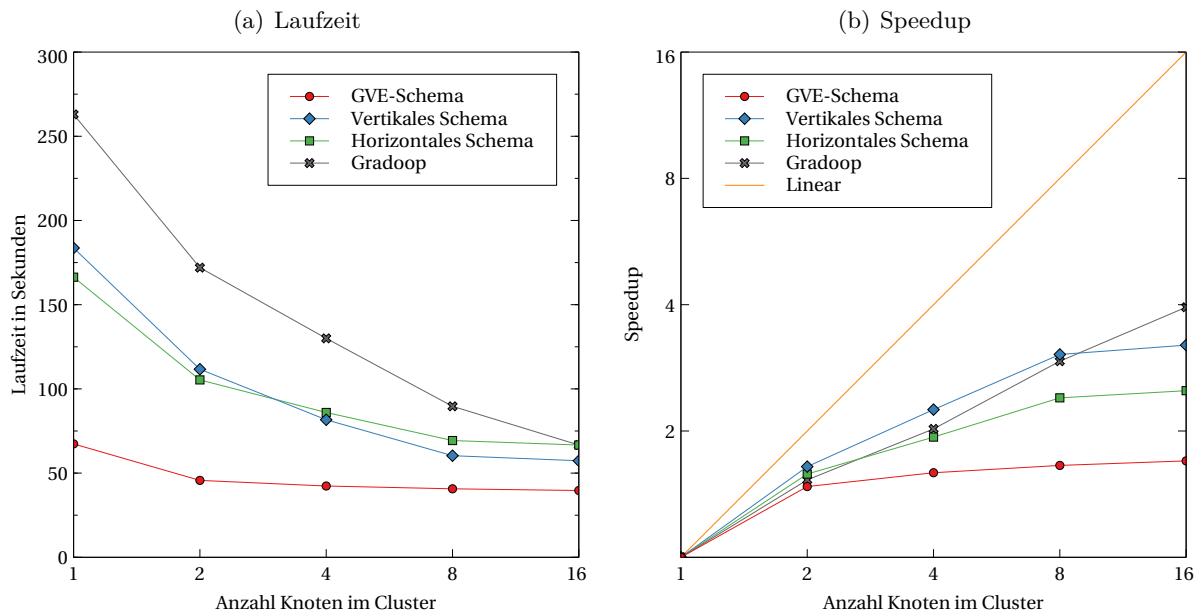 (a) Laufzeit
300
250
200
150
100
50
0
Laufzeit in Sekunden
GVE-Schema
Vertikales Schema
Horizontales Schema
Gradoop
1 2 4 8 16
Anzahl Knoten im Cluster
(b) Speedup
16
8
4
2
Speedup
GVE-Schema
Vertikales Schema
Horizontales Schema
Gradoop
Linear
1 2 4 8 16
Anzahl Knoten im Cluster